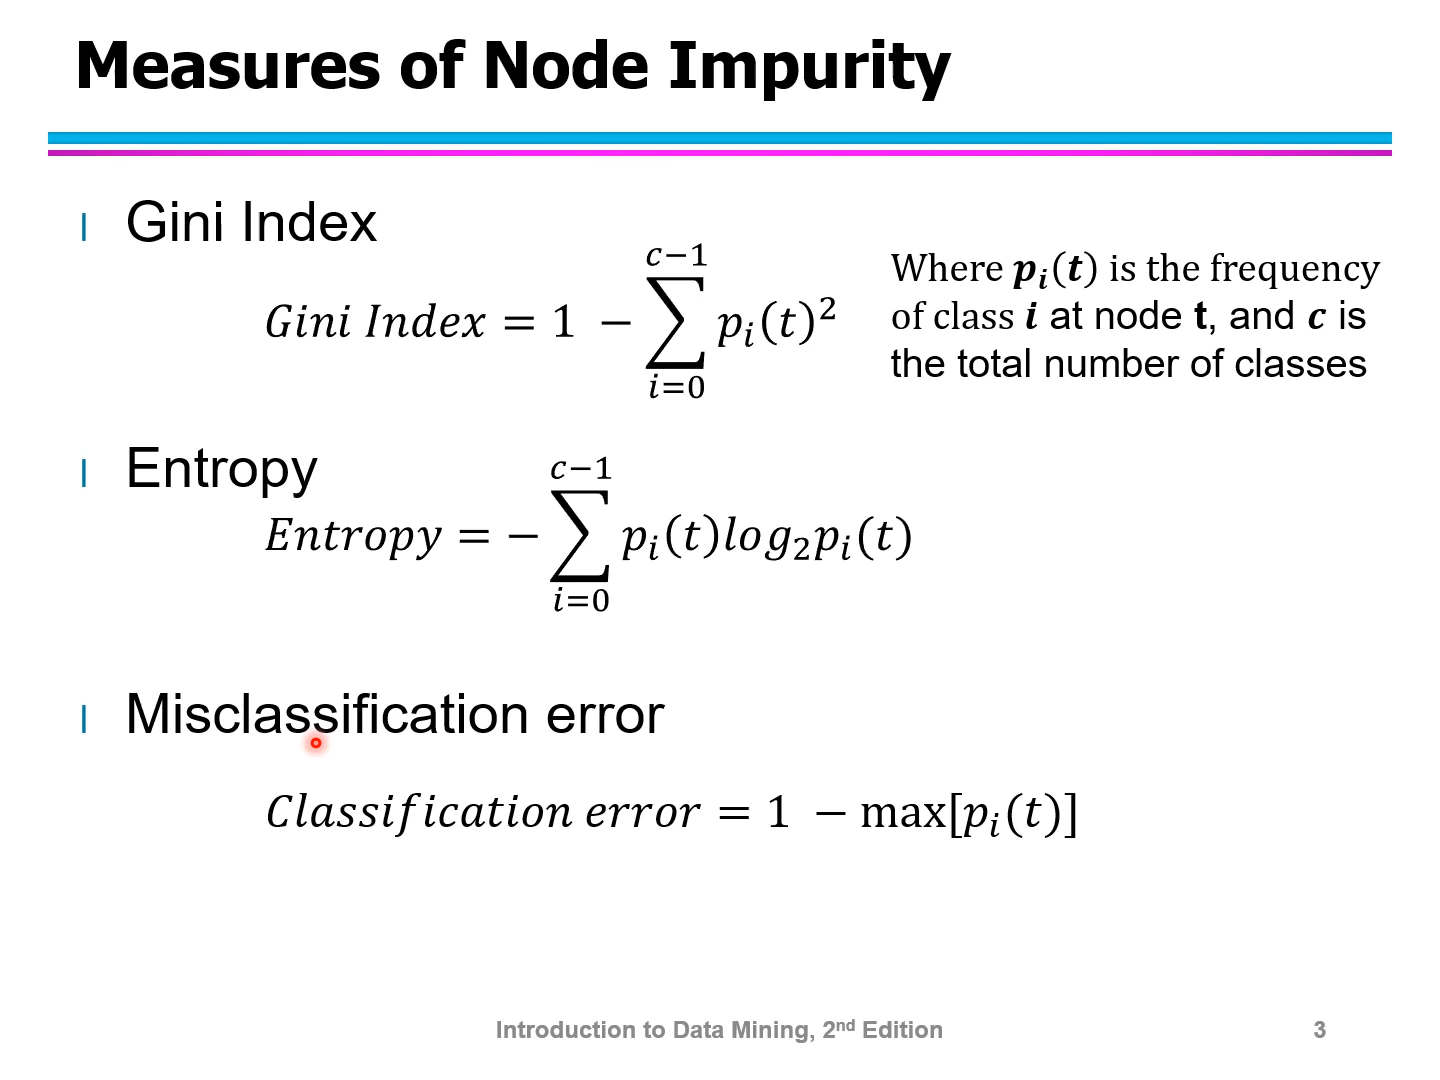 Measures of Node Impurity
Gini Index
Gini Index = 1 − ∑_{i=0}^{c−1} p_i(t)^2
Where p_i(t) is the frequency
of class i at node t, and c is
the total number of classes
Entropy
Entropy = − ∑_{i=0}^{c−1} p_i(t)log_2p_i(t)
Misclassification error
Classification error = 1 − max[p_i(t)]
Introduction to Data Mining, 2nd Edition
3